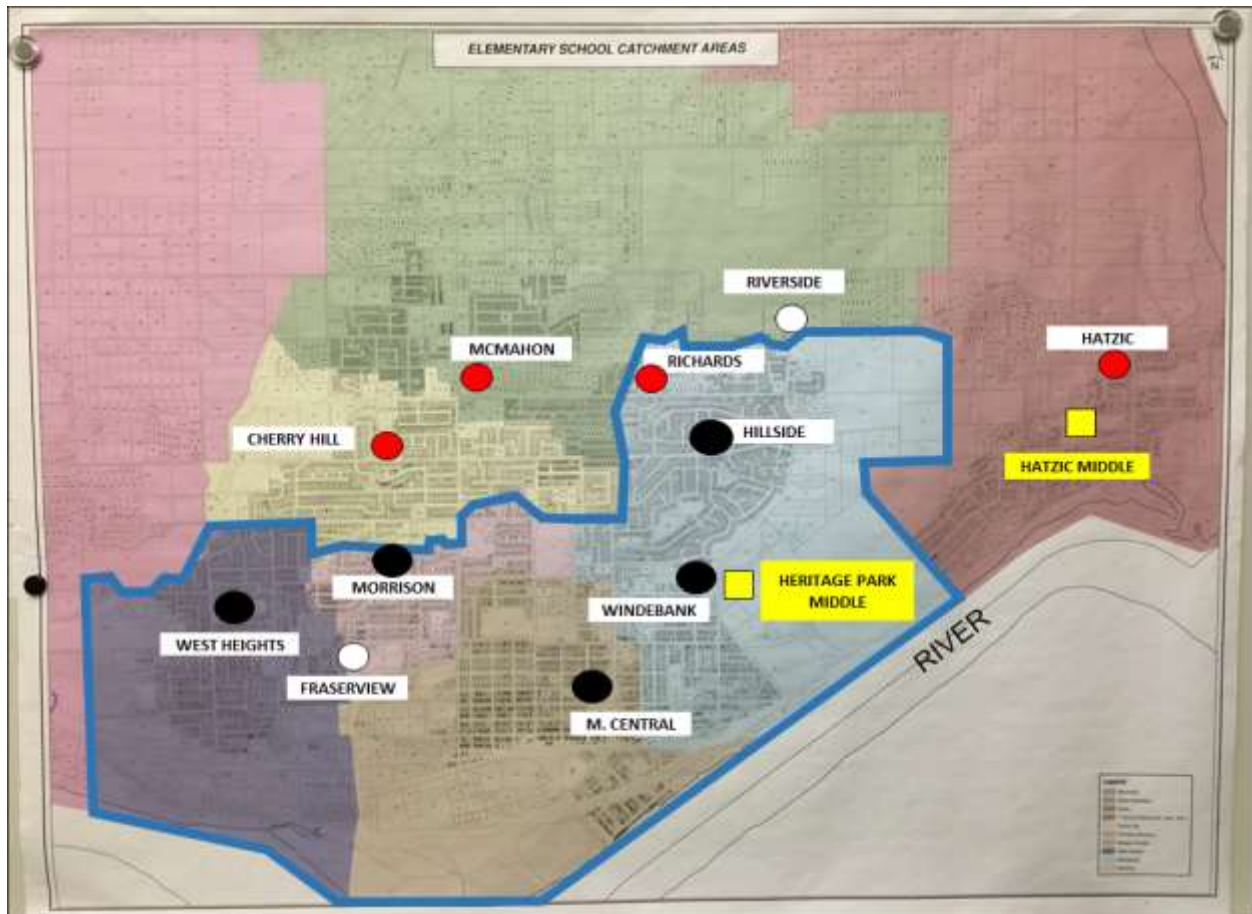 ELEMENTARY SCHOOL CATCHMENT AREAS
N
RIVERSIDE
MCMAHON
RICHARDS
HATZIC
CHERRY HILL
HILLSIDE
HATZIC MIDDLE
MORRISON
WINDEBANK
HERITAGE PARK
MIDDLE
WEST HEIGHTS
RIVER
FRASERVIEW
M. CENTRAL